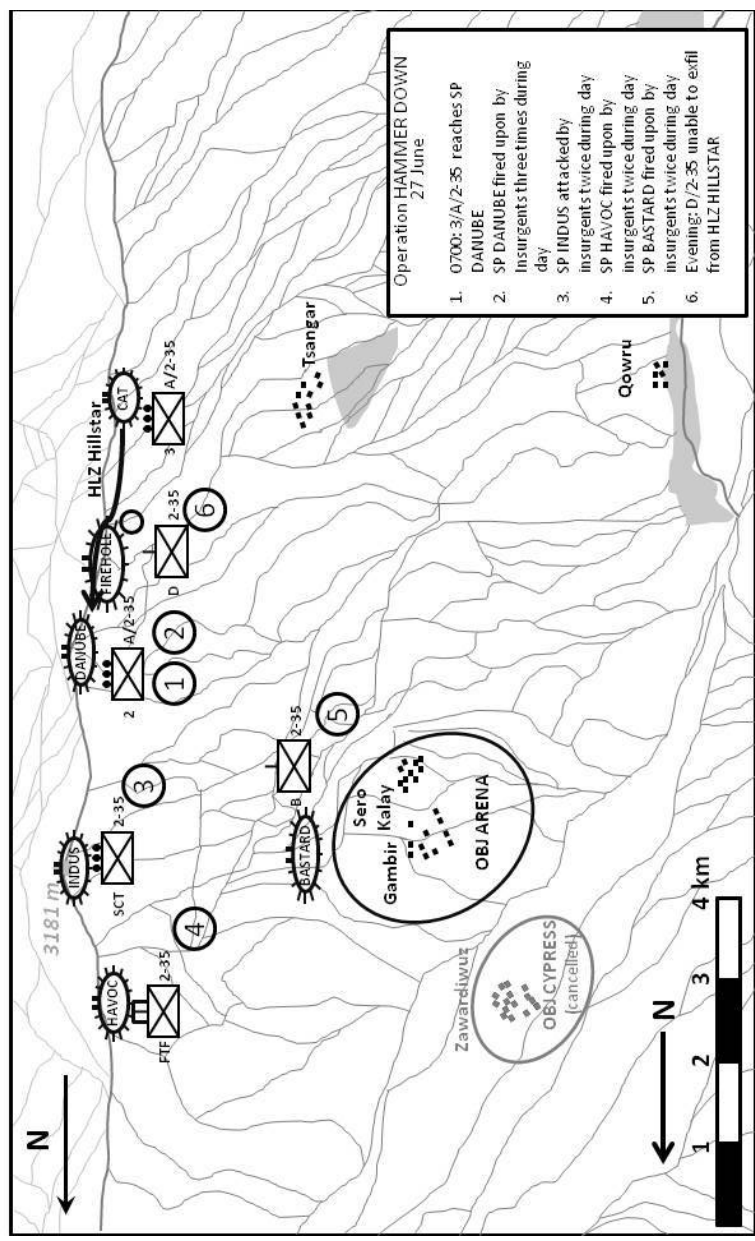 N
3181 m
HAVOC
FTF
2-35
4
INDUS
SCT
2-35
3
DANUBE
2
A/2-35
1
2
FIREHOLE
D
2-35
6
HLZ Hillstar
CAT
3
A/2-35
BASTARD
B
2-35
5
Gambir
Sero
Kalay
OBJ ARENA
Zawardiwuz
OBJ CYPRESS
(cancelled)
Tsangar
Qowru
N
1
2
3
4 km
Operation HAMMER DOWN
27 June
1. 0700: 3/A/2-35 reaches SP
DANUBE
2. SP DANUBE fired upon by
Insurgents three times during
day
3. SP INDUS attacked by
insurgents twice during day
4. SP HAVOC fired upon by
insurgents twice during day
5. SP BASTARD fired upon by
insurgents twice during day
6. Evening: D/2-35 unable to exfil
from HLZ HILLSTAR